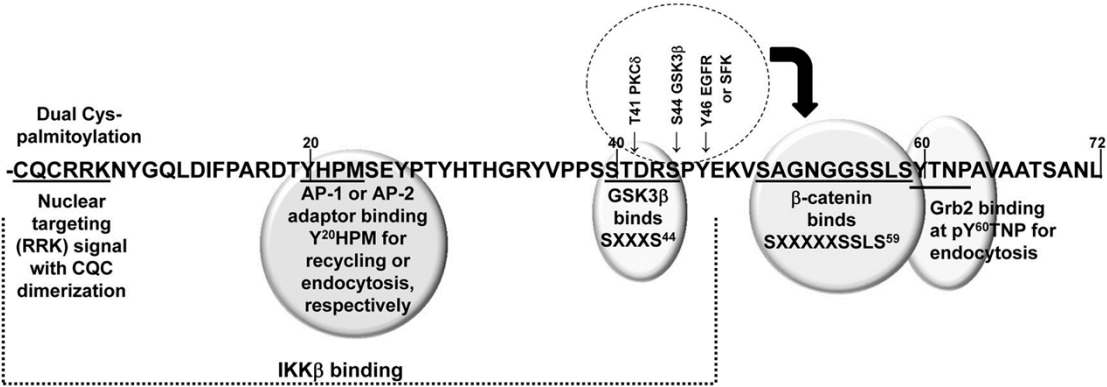 T41 PKCδ
S44 GSK3β
Y46 EGFR
or SFK
Dual Cys-
palmitoylation
20
40
60
72
-CQCRRKNYGQLDIFPARDTYHPMSEYPTYHTHGRYVPPSSTDRSPYEKVSAGNGGSSLSYTNPAVAATSANL
Nuclear
targeting
(RRK) signal
with CQC
dimerization
AP-1 or AP-2
adaptor binding
Y²⁰HPM for
recycling or
endocytosis,
respectively
GSK3β
binds
SXXXS⁴⁴
β-catenin
binds
SXXXXXSSLS⁵⁹
Grb2 binding
at pY⁶⁰TNP for
endocytosis
IKKβ binding